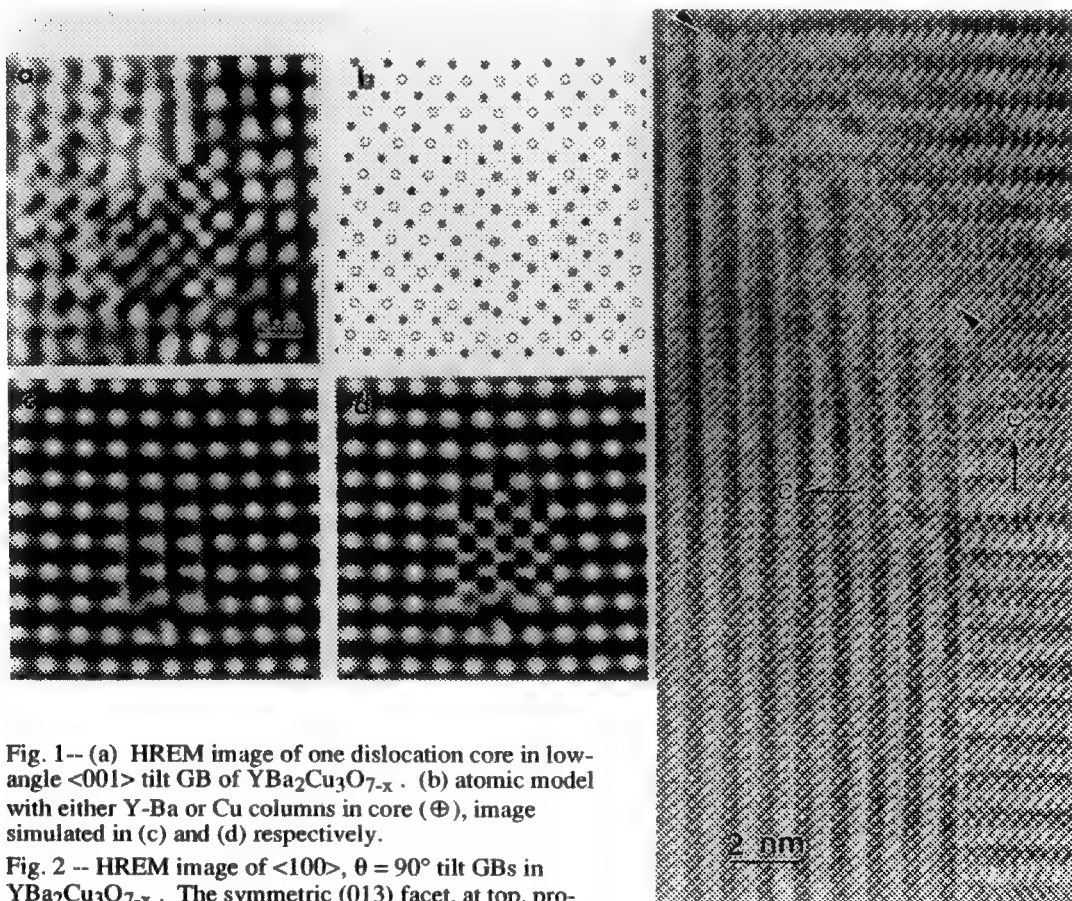 a
b
c
d
C
C
2 nm
Fig. 1-- (a) HREM image of one dislocation core in low-
angle <001> tilt GB of YBa₂Cu₃O₇₋ₓ . (b) atomic model
with either Y-Ba or Cu columns in core (⊕), image
simulated in (c) and (d) respectively.
Fig. 2 -- HREM image of <100>, θ = 90° tilt GBs in
YBa₂Cu₃O₇₋ₓ . The symmetric (013) facet, at top, pro-